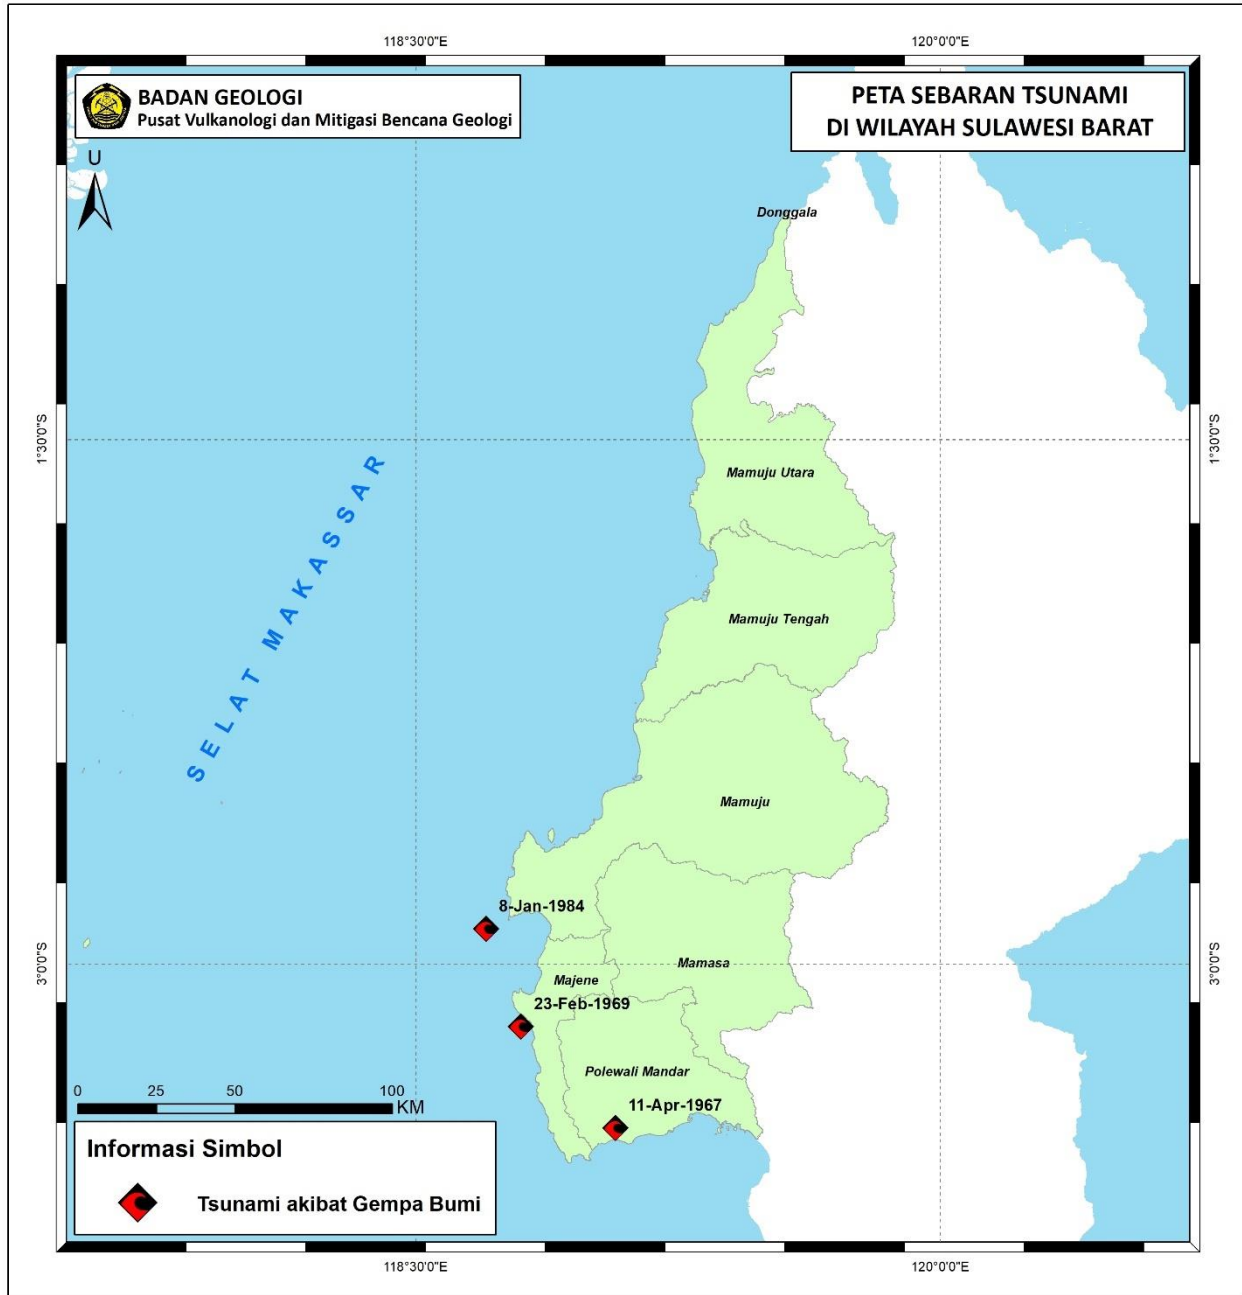 118°30'0"E
120°0'0"E
BADAN GEOLOGI
Pusat Vulkanologi dan Mitigasi Bencana Geologi
PETA SEBARAN TSUNAMI
DI WILAYAH SULAWESI BARAT
U
Donggala
1°30'0"S
1°30'0"S
SELAT MAKASSAR
Mamuju Utara
Mamuju Tengah
Mamuju
8-Jan-1984
3°0'0"S
3°0'0"S
Mamasa
Majene
23-Feb-1969
Polewali Mandar
0 25 50 100
KM
11-Apr-1967
Informasi Simbol
Tsunami akibat Gempa Bumi
118°30'0"E
120°0'0"E